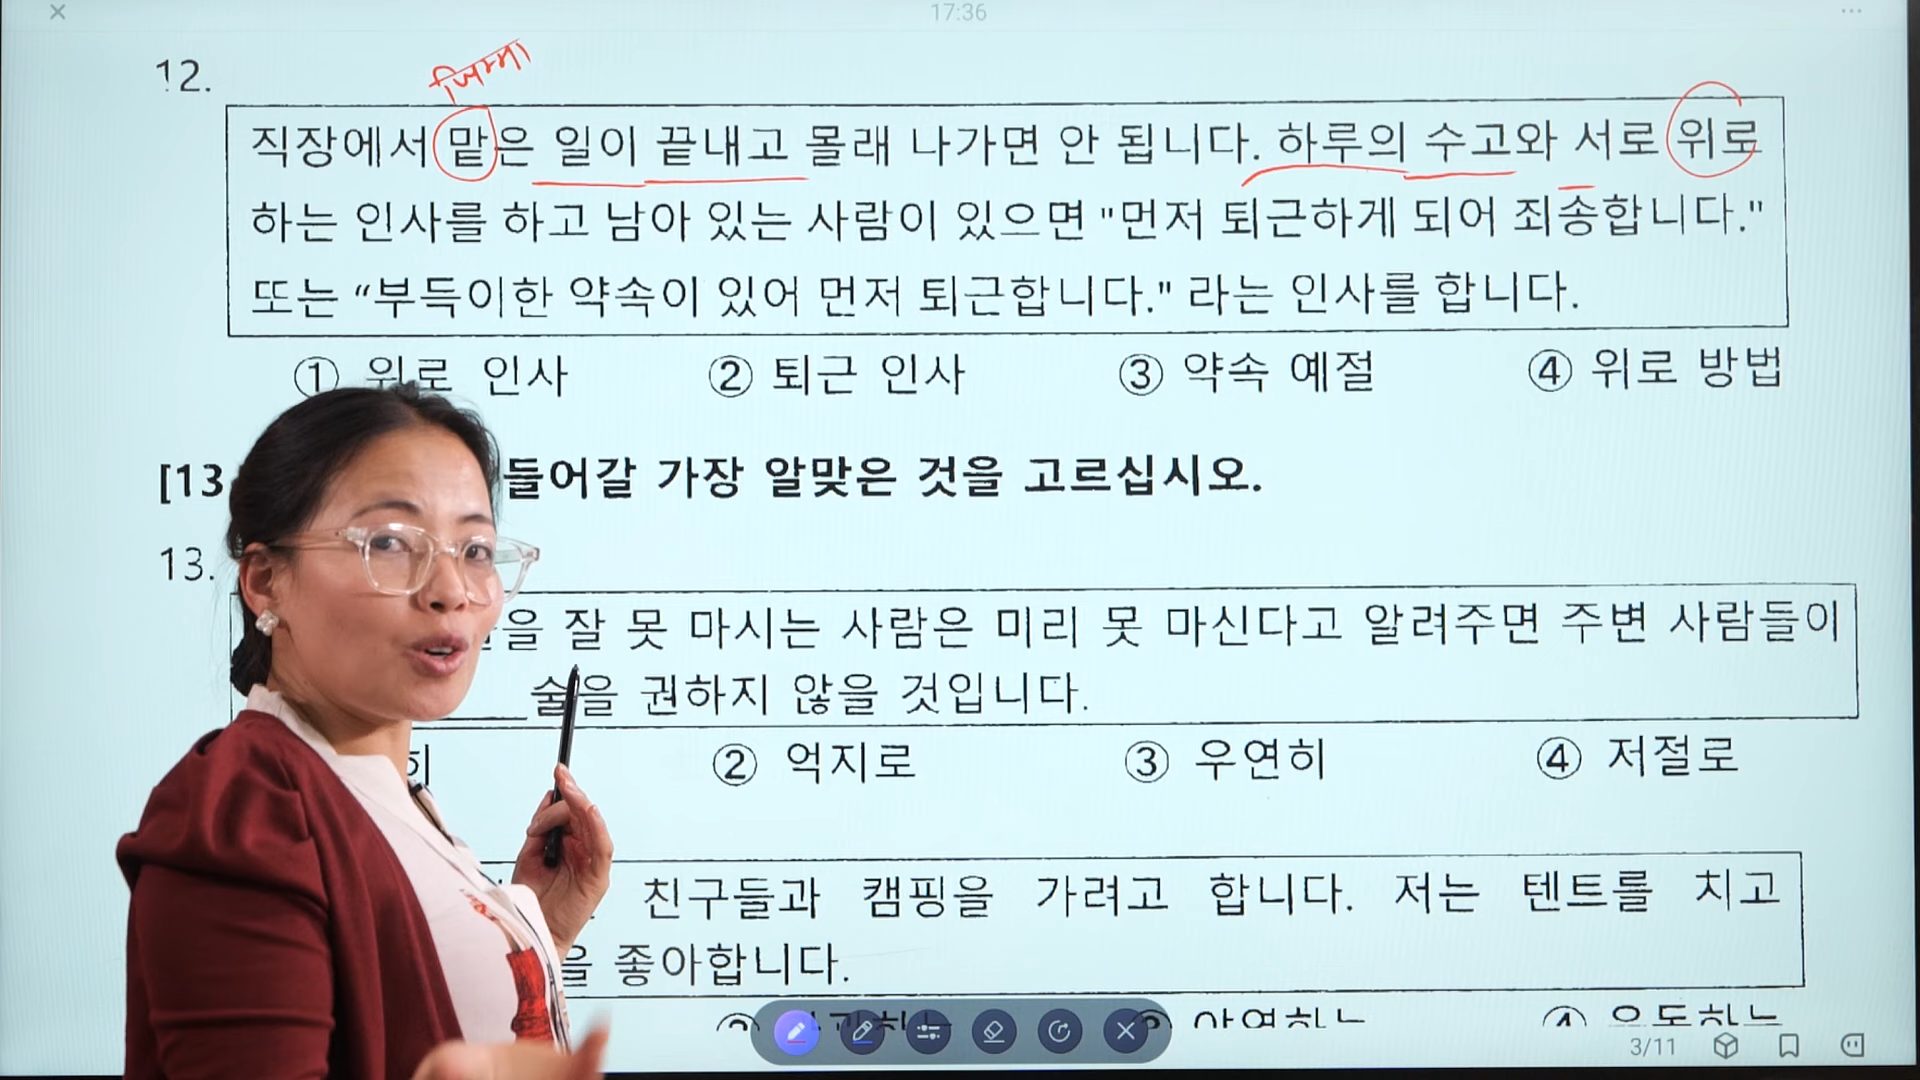 17:36
12.
जिम्मा
직장에서 맡은 일이 끝내고 몰래 나가면 안 됩니다. 하루의 수고와 서로 위로
하는 인사를 하고 남아 있는 사람이 있으면 "먼저 퇴근하게 되어 죄송합니다."
또는 “부득이한 약속이 있어 먼저 퇴근합니다." 라는 인사를 합니다.
① 위로 인사 ② 퇴근 인사 ③ 약속 예절 ④ 위로 방법
[13 들어갈 가장 알맞은 것을 고르십시오.
13.
을 잘 못 마시는 사람은 미리 못 마신다고 알려주면 주변 사람들이
술을 권하지 않을 것입니다.
히 ② 억지로 ③ 우연히 ④ 저절로
친구들과 캠핑을 가려고 합니다. 저는 텐트를 치고
을 좋아합니다.
3/11